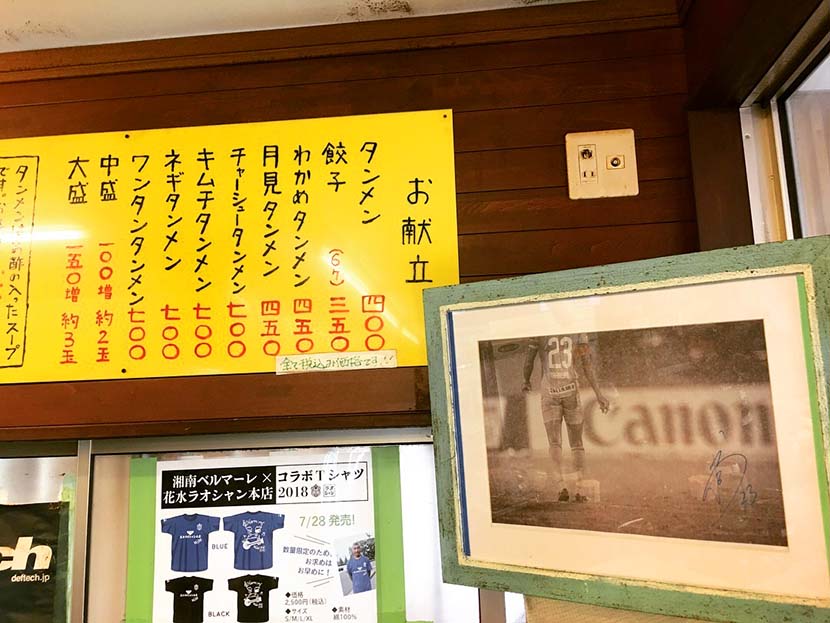 お献立
タンメン 四〇〇
餃子(6ケ) 三五〇
わかめタンメン 四五〇
月見タンメン 四五〇
チャーシュータンメン 七〇〇
キムチタンメン 七〇〇
ネギタンメン 七〇〇
ワンタンタンメン 七〇〇
中盛 一〇〇増 約2玉
大盛 一五〇増 約3玉
酢の入ったスープ
です。
全て税込み価格です!!
23
Canon
湘南ベルマーレ × コラボTシャツ
花水ラオシャン本店 2018
7/28 発売!
BLUE
数量限定のため、
お求めは
お早めに!
BLACK
◆価格
2,500円(税込)
◆サイズ
S/M/L/XL
◆素材
綿100%
ch
deftech.jp